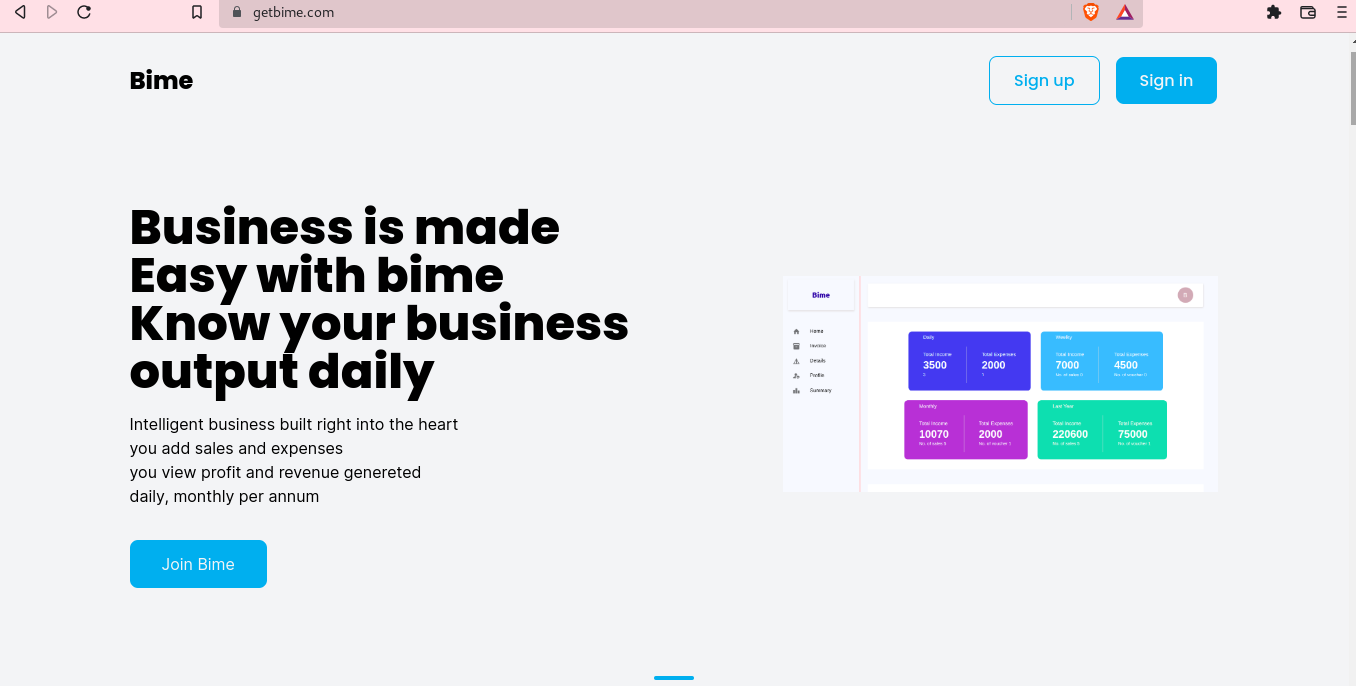 getbime.com
Bime
Sign up
Sign in
Business is made
Easy with bime
Know your business
output daily
Intelligent business built right into the heart
you add sales and expenses
you view profit and revenue genereted
daily, monthly per annum
Join Bime
Bime
B
Home
Invoice
Details
Profile
Summary
Daily
Total Income
Total Expenses
3500
2000
Weekly
Total Income
Total Expenses
7000
4500
Monthly
Total Income
Total Expenses
10070
2000
Last Year
Total Income
Total Expenses
220600
75000